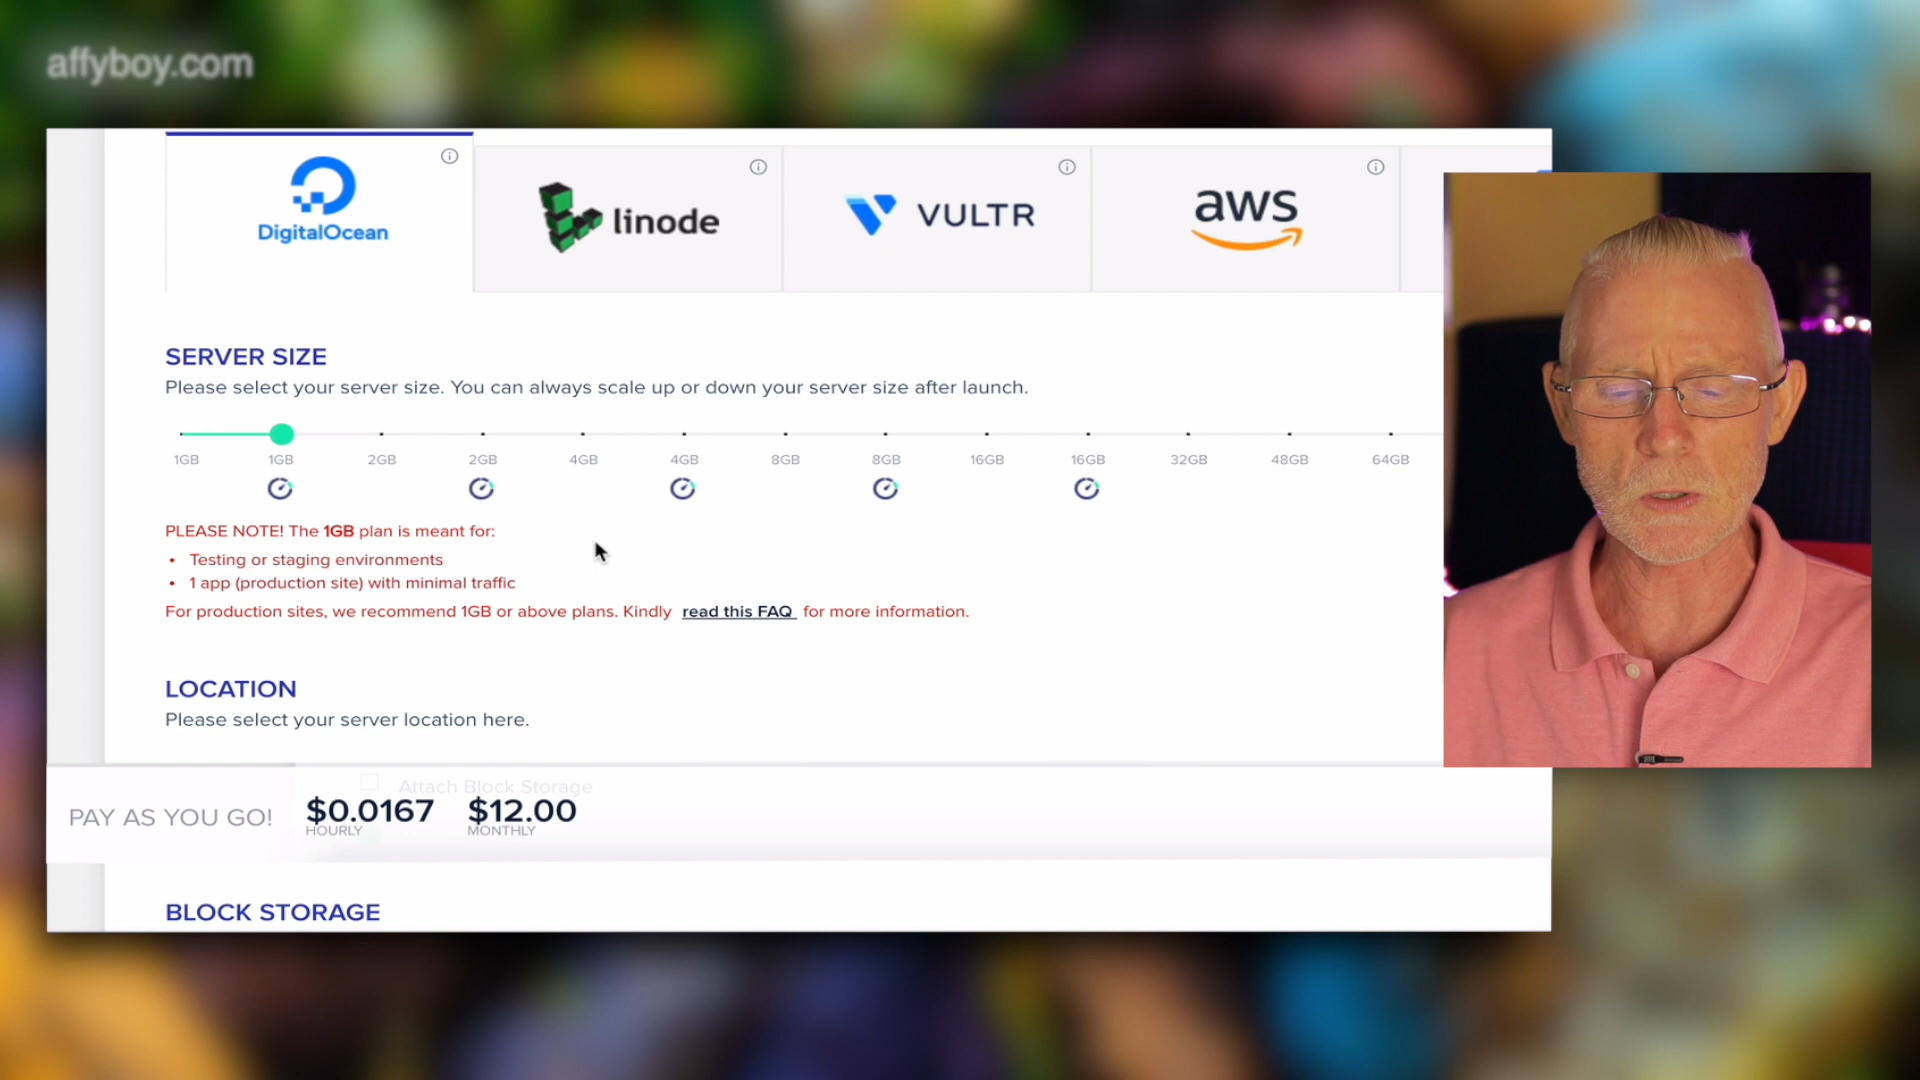 affyboy.com
DigitalOcean
linode
VULTR
aws
SERVER SIZE
Please select your server size. You can always scale up or down your server size after launch.
1GB 1GB 2GB 2GB 4GB 4GB 8GB 8GB 16GB 16GB 32GB 48GB 64GB
PLEASE NOTE! The 1GB plan is meant for:
• Testing or staging environments
• 1 app (production site) with minimal traffic
For production sites, we recommend 1GB or above plans. Kindly read this FAQ for more information.
LOCATION
Please select your server location here.
Attach Block Storage
PAY AS YOU GO! $0.0167 $12.00
HOURLY MONTHLY
BLOCK STORAGE